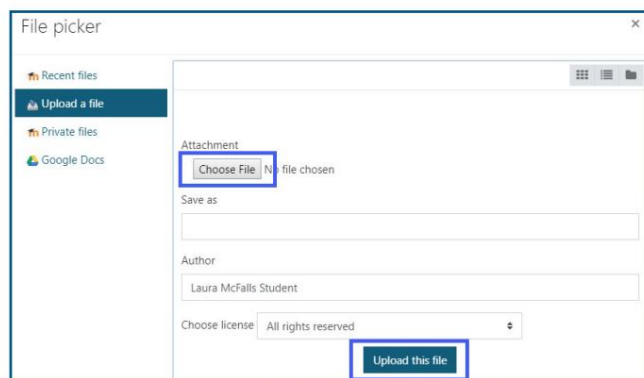 File picker
×
Recent files
Upload a file
Private files
Google Docs
Attachment
Choose File No file chosen
Save as
Author
Laura McFalls Student
Choose license All rights reserved
Upload this file